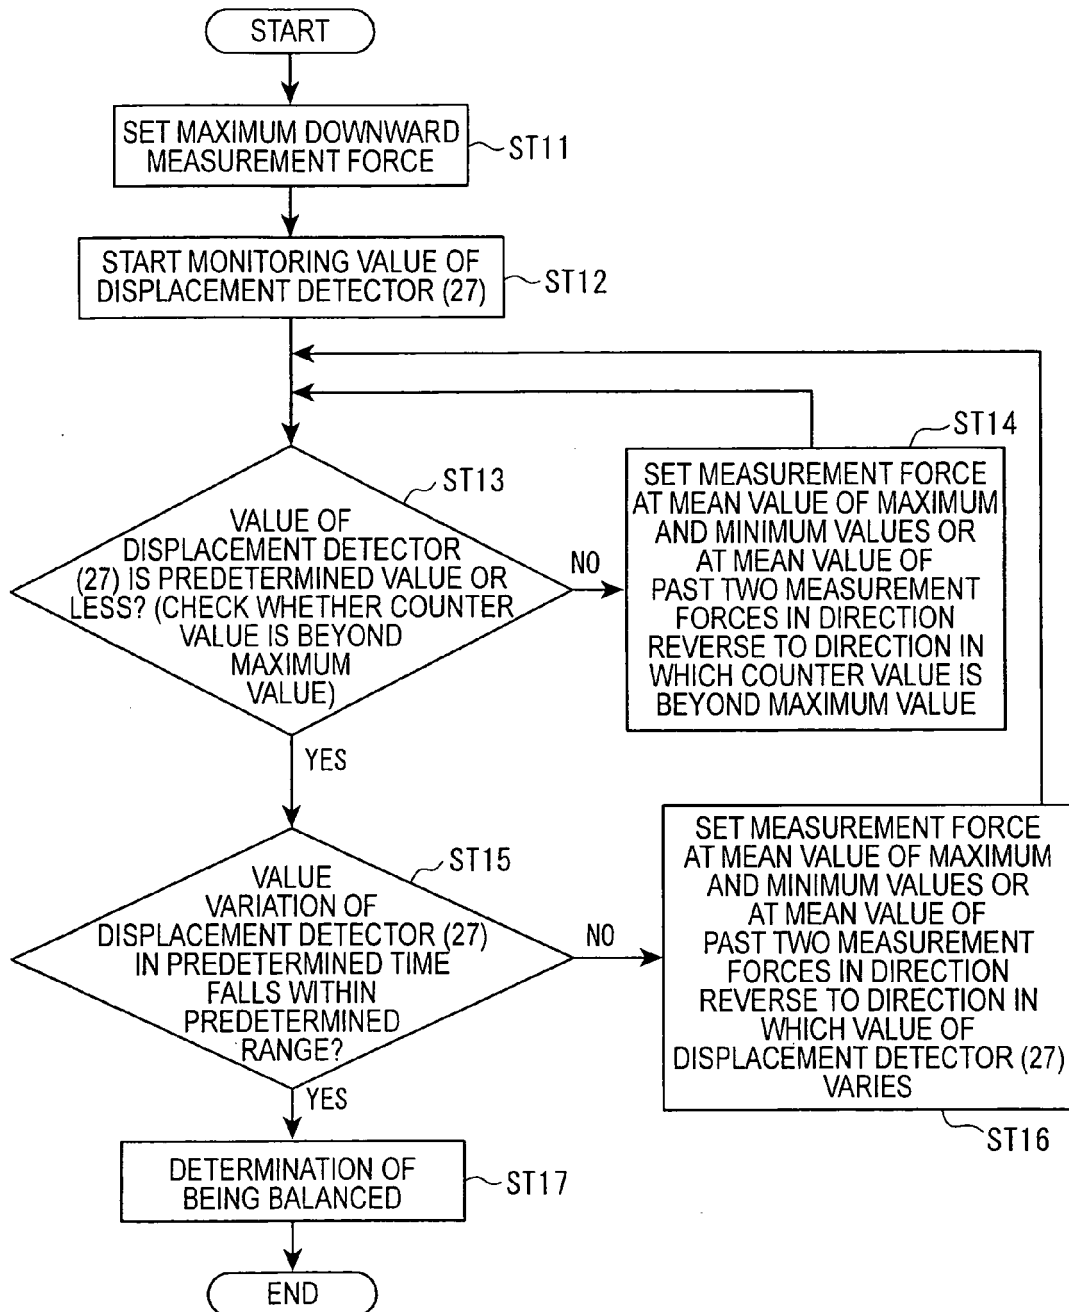 START
SET MAXIMUM DOWNWARD
MEASUREMENT FORCE
ST11
START MONITORING VALUE OF
DISPLACEMENT DETECTOR (27)
ST12
ST13
VALUE OF
DISPLACEMENT DETECTOR
(27) IS PREDETERMINED VALUE OR
LESS? (CHECK WHETHER COUNTER
VALUE IS BEYOND
MAXIMUM
VALUE)
NO
YES
ST14
SET MEASUREMENT FORCE
AT MEAN VALUE OF MAXIMUM
AND MINIMUM VALUES OR
AT MEAN VALUE OF
PAST TWO MEASUREMENT
FORCES IN DIRECTION
REVERSE TO DIRECTION IN
WHICH COUNTER VALUE IS
BEYOND MAXIMUM VALUE
ST15
VALUE
VARIATION OF
DISPLACEMENT DETECTOR (27)
IN PREDETERMINED TIME
FALLS WITHIN
PREDETERMINED
RANGE?
NO
YES
SET MEASUREMENT FORCE
AT MEAN VALUE OF MAXIMUM
AND MINIMUM VALUES OR
AT MEAN VALUE OF
PAST TWO MEASUREMENT
FORCES IN DIRECTION
REVERSE TO DIRECTION IN
WHICH VALUE OF
DISPLACEMENT DETECTOR (27)
VARIES
ST16
DETERMINATION OF
BEING BALANCED
ST17
END